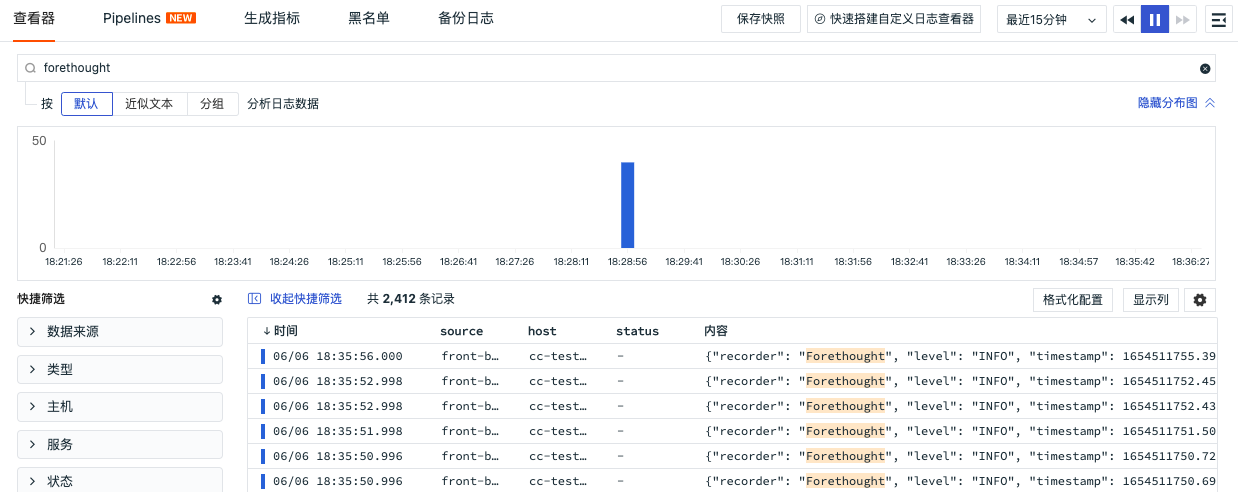 查看器 Pipelines NEW 生成指标 黑名单 备份日志 保存快照 快速搭建自定义日志查看器 最近15分钟
forethought
按 默认 近似文本 分组 分析日志数据 隐藏分布图
50
0
18:21:26 18:22:11 18:22:56 18:23:41 18:24:26 18:25:11 18:25:56 18:26:41 18:27:26 18:28:11 18:28:56 18:29:41 18:30:26 18:31:11 18:31:56 18:32:41 18:33:26 18:34:11 18:34:57 18:35:42 18:36:27
快捷筛选 收起快捷筛选 共 2,412 条记录 格式化配置 显示列
数据来源
类型
主机
服务
状态
↓时间 source host status 内容
06/06 18:35:56.000 front-b… cc-test… – {"recorder": "Forethought", "level": "INFO", "timestamp": 1654511755.39
06/06 18:35:52.998 front-b… cc-test… – {"recorder": "Forethought", "level": "INFO", "timestamp": 1654511752.45
06/06 18:35:52.998 front-b… cc-test… – {"recorder": "Forethought", "level": "INFO", "timestamp": 1654511752.43
06/06 18:35:51.998 front-b… cc-test… – {"recorder": "Forethought", "level": "INFO", "timestamp": 1654511751.50
06/06 18:35:50.996 front-b… cc-test… – {"recorder": "Forethought", "level": "INFO", "timestamp": 1654511750.72
06/06 18:35:50.996 front-b… cc-test… – {"recorder": "Forethought", "level": "INFO", "timestamp": 1654511750.69